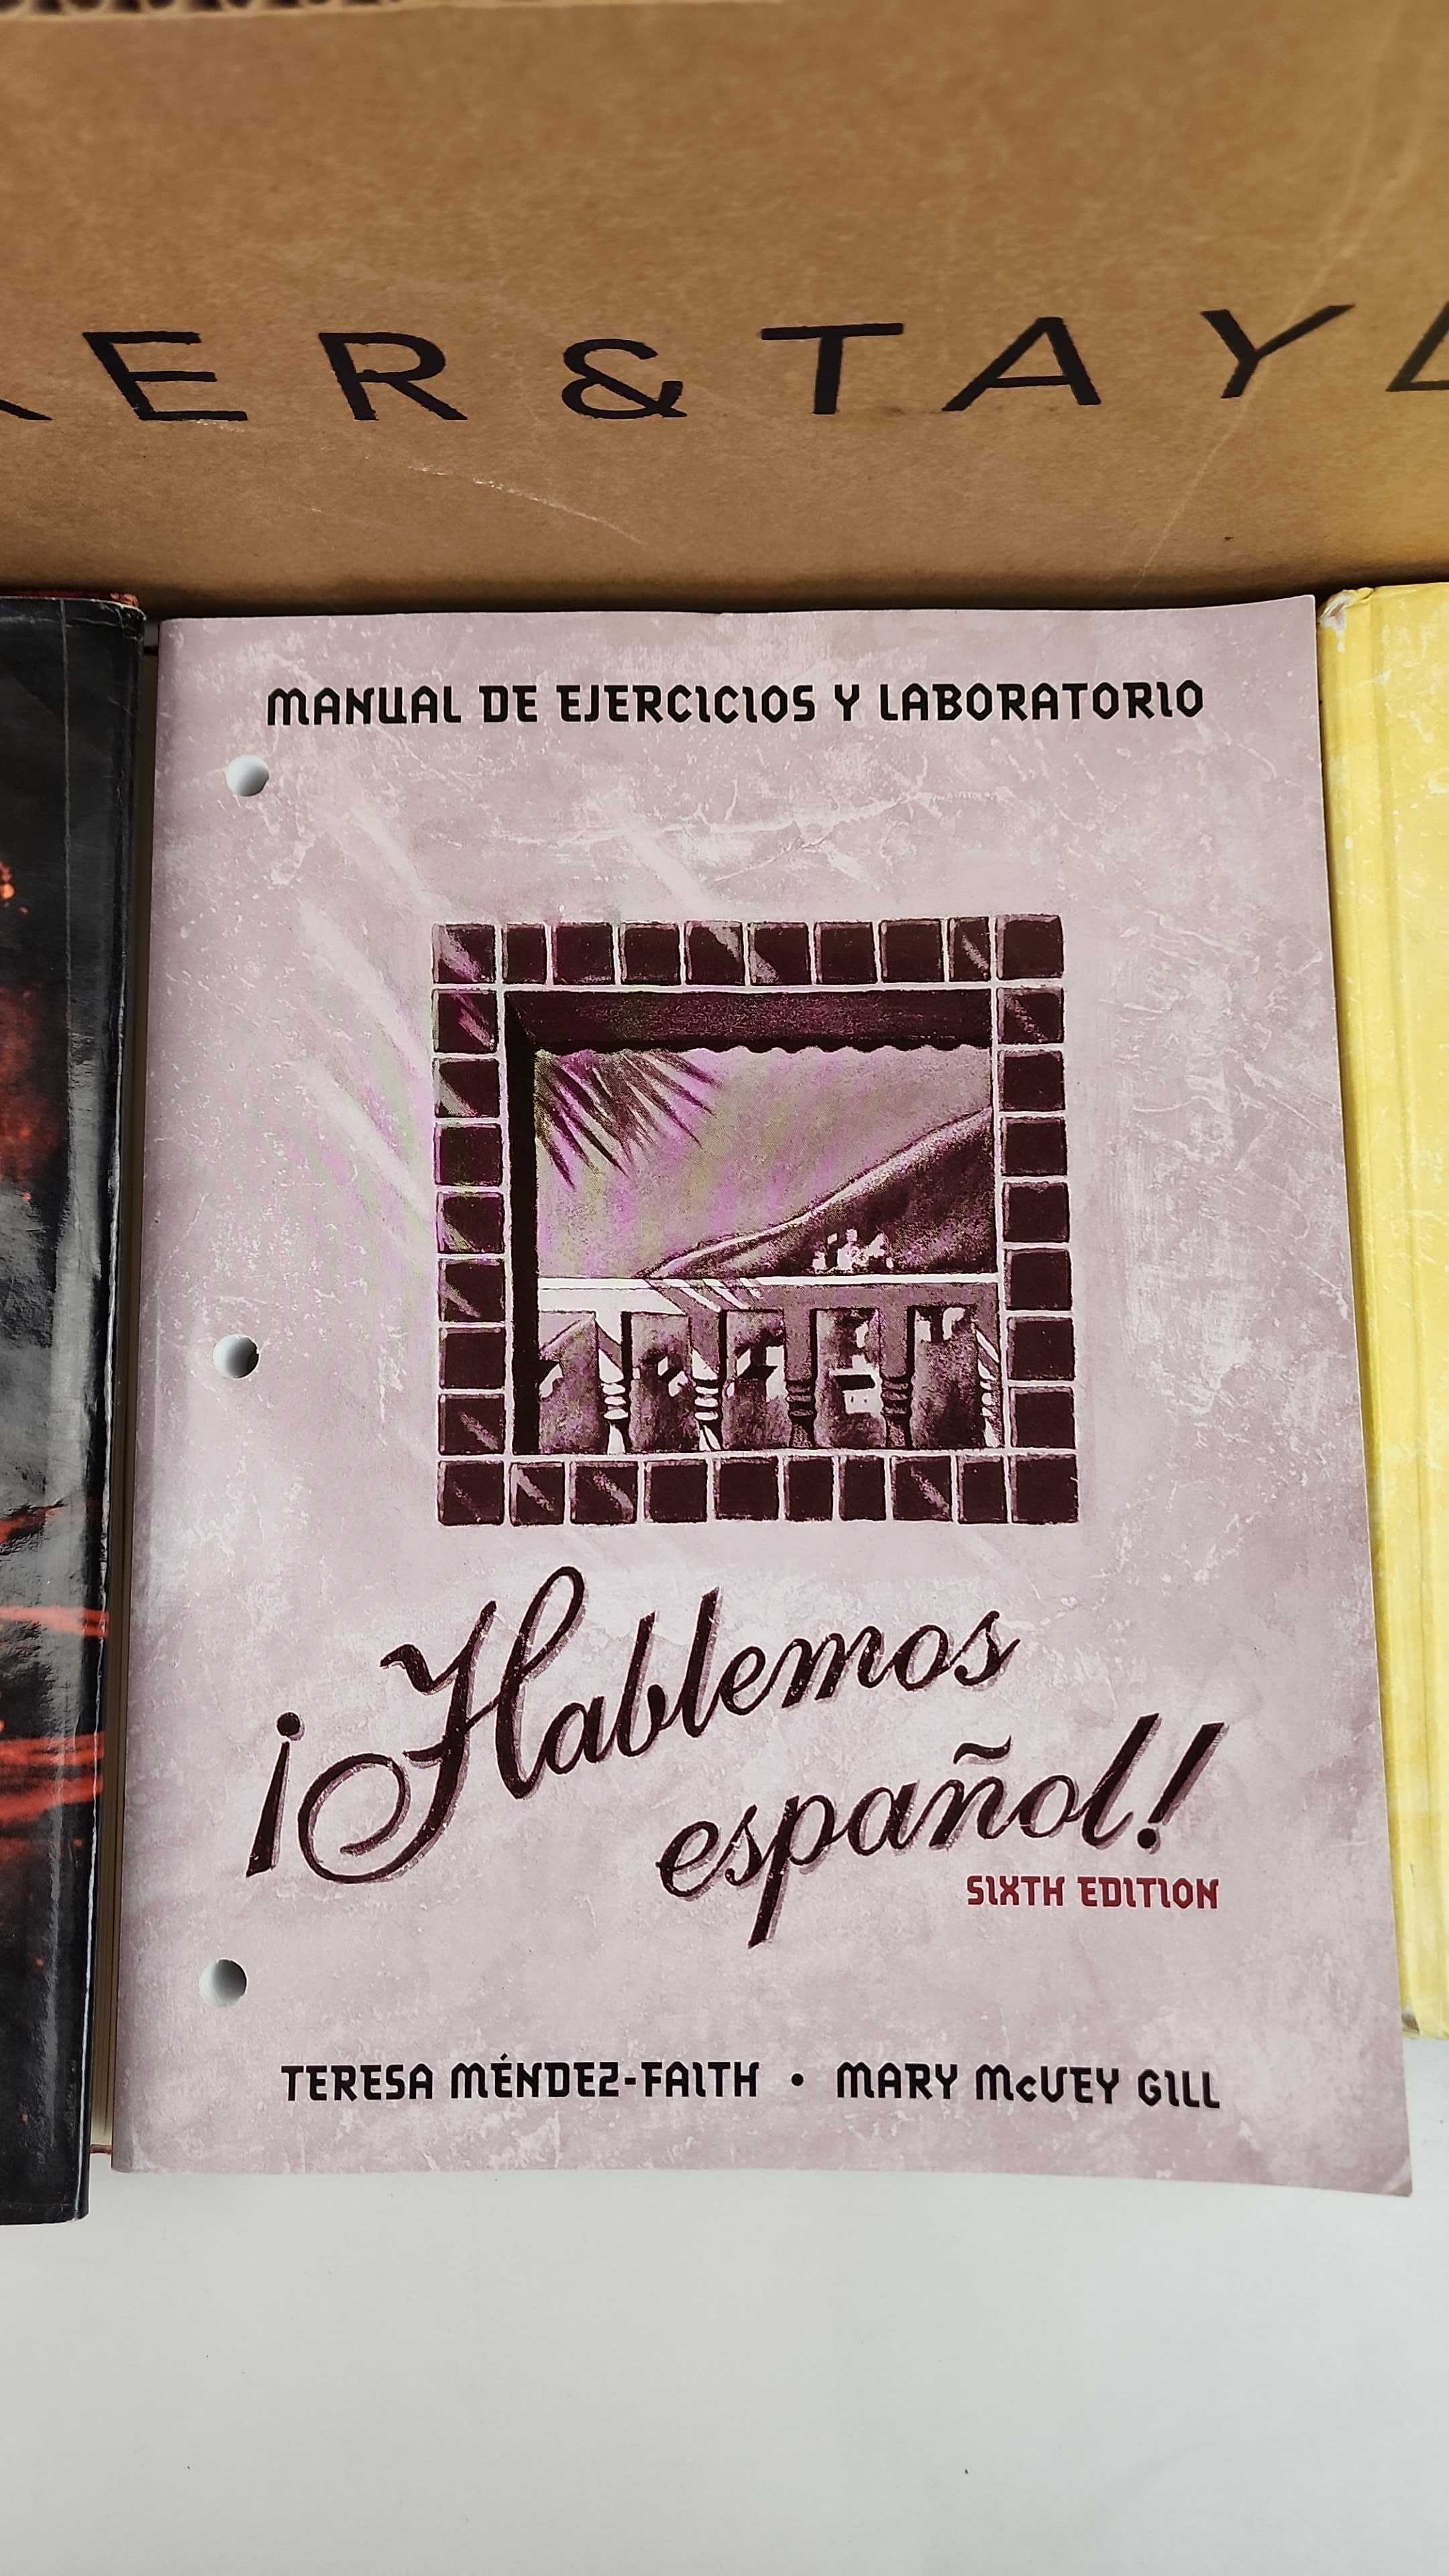 ER & TAY
MANUAL DE EJERCICIOS Y LABORATORIO
¡Hablemos
español!
SIXTH EDITION
TERESA MÉNDEZ-FAITH • MARY McVEY GILL